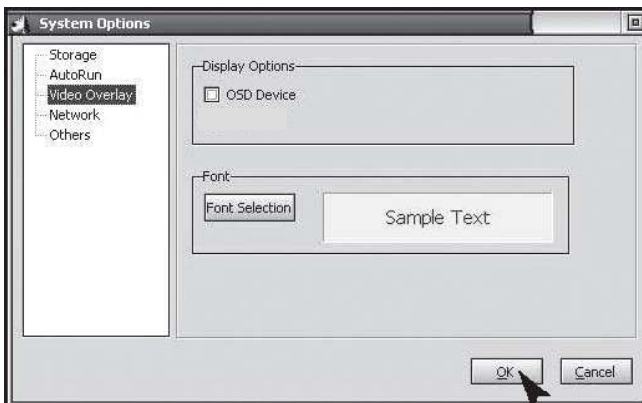 System Options
Storage
AutoRun
Video Overlay
Network
Others
Display Options
OSD Device
Font
Font Selection
Sample Text
OK
Cancel